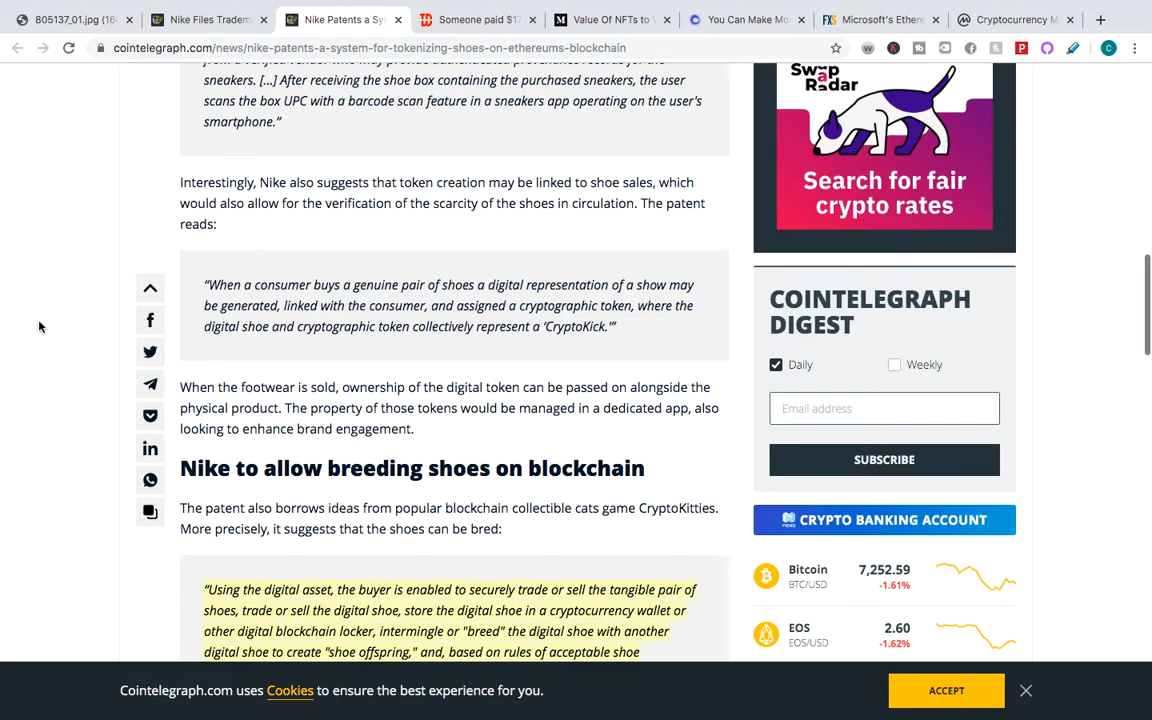 805137_01.jpg (16
Nike Files Tradem
Nike Patents a Sy
Someone paid $17
Value Of NFTs to
You Can Make Mo
Microsoft's Ethere
Cryptocurrency M
cointelegraph.com/news/nike-patents-a-system-for-tokenizing-shoes-on-ethereums-blockchain
sneakers. [...] After receiving the shoe box containing the purchased sneakers, the user
scans the box UPC with a barcode scan feature in a sneakers app operating on the user's
smartphone.”
Interestingly, Nike also suggests that token creation may be linked to shoe sales, which
would also allow for the verification of the scarcity of the shoes in circulation. The patent
reads:
“When a consumer buys a genuine pair of shoes a digital representation of a show may
be generated, linked with the consumer, and assigned a cryptographic token, where the
digital shoe and cryptographic token collectively represent a ‘CryptoKick.’”
When the footwear is sold, ownership of the digital token can be passed on alongside the
physical product. The property of those tokens would be managed in a dedicated app, also
looking to enhance brand engagement.
Nike to allow breeding shoes on blockchain
The patent also borrows ideas from popular blockchain collectible cats game CryptoKitties.
More precisely, it suggests that the shoes can be bred:
“Using the digital asset, the buyer is enabled to securely trade or sell the tangible pair of
shoes, trade or sell the digital shoe, store the digital shoe in a cryptocurrency wallet or
other digital blockchain locker, intermingle or "breed" the digital shoe with another
digital shoe to create "shoe offspring," and, based on rules of acceptable shoe
Swap
Radar
Search for fair
crypto rates
COINTELEGRAPH
DIGEST
Daily
Weekly
Email address
SUBSCRIBE
CRYPTO BANKING ACCOUNT
Bitcoin 7,252.59
BTC/USD -1.61%
EOS 2.60
EOS/USD -1.62%
Cointelegraph.com uses Cookies to ensure the best experience for you.
ACCEPT